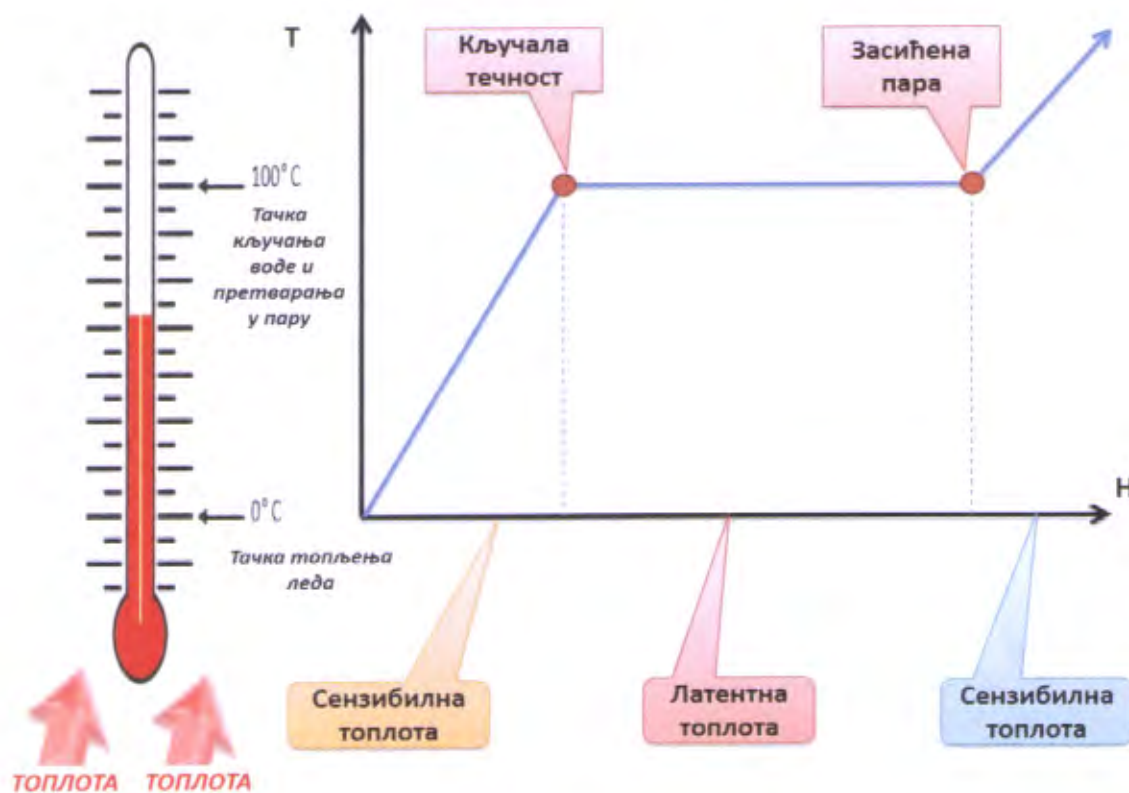 T
Кључала
течност
Засићена
пара
100°C
Тачка
кључања
воде и
претварања
у пару
H
0°C
Тачка топљења
леда
Сензибилна
топлота
Латентна
топлота
Сензибилна
топлота
ТОПЛОТА
ТОПЛОТА